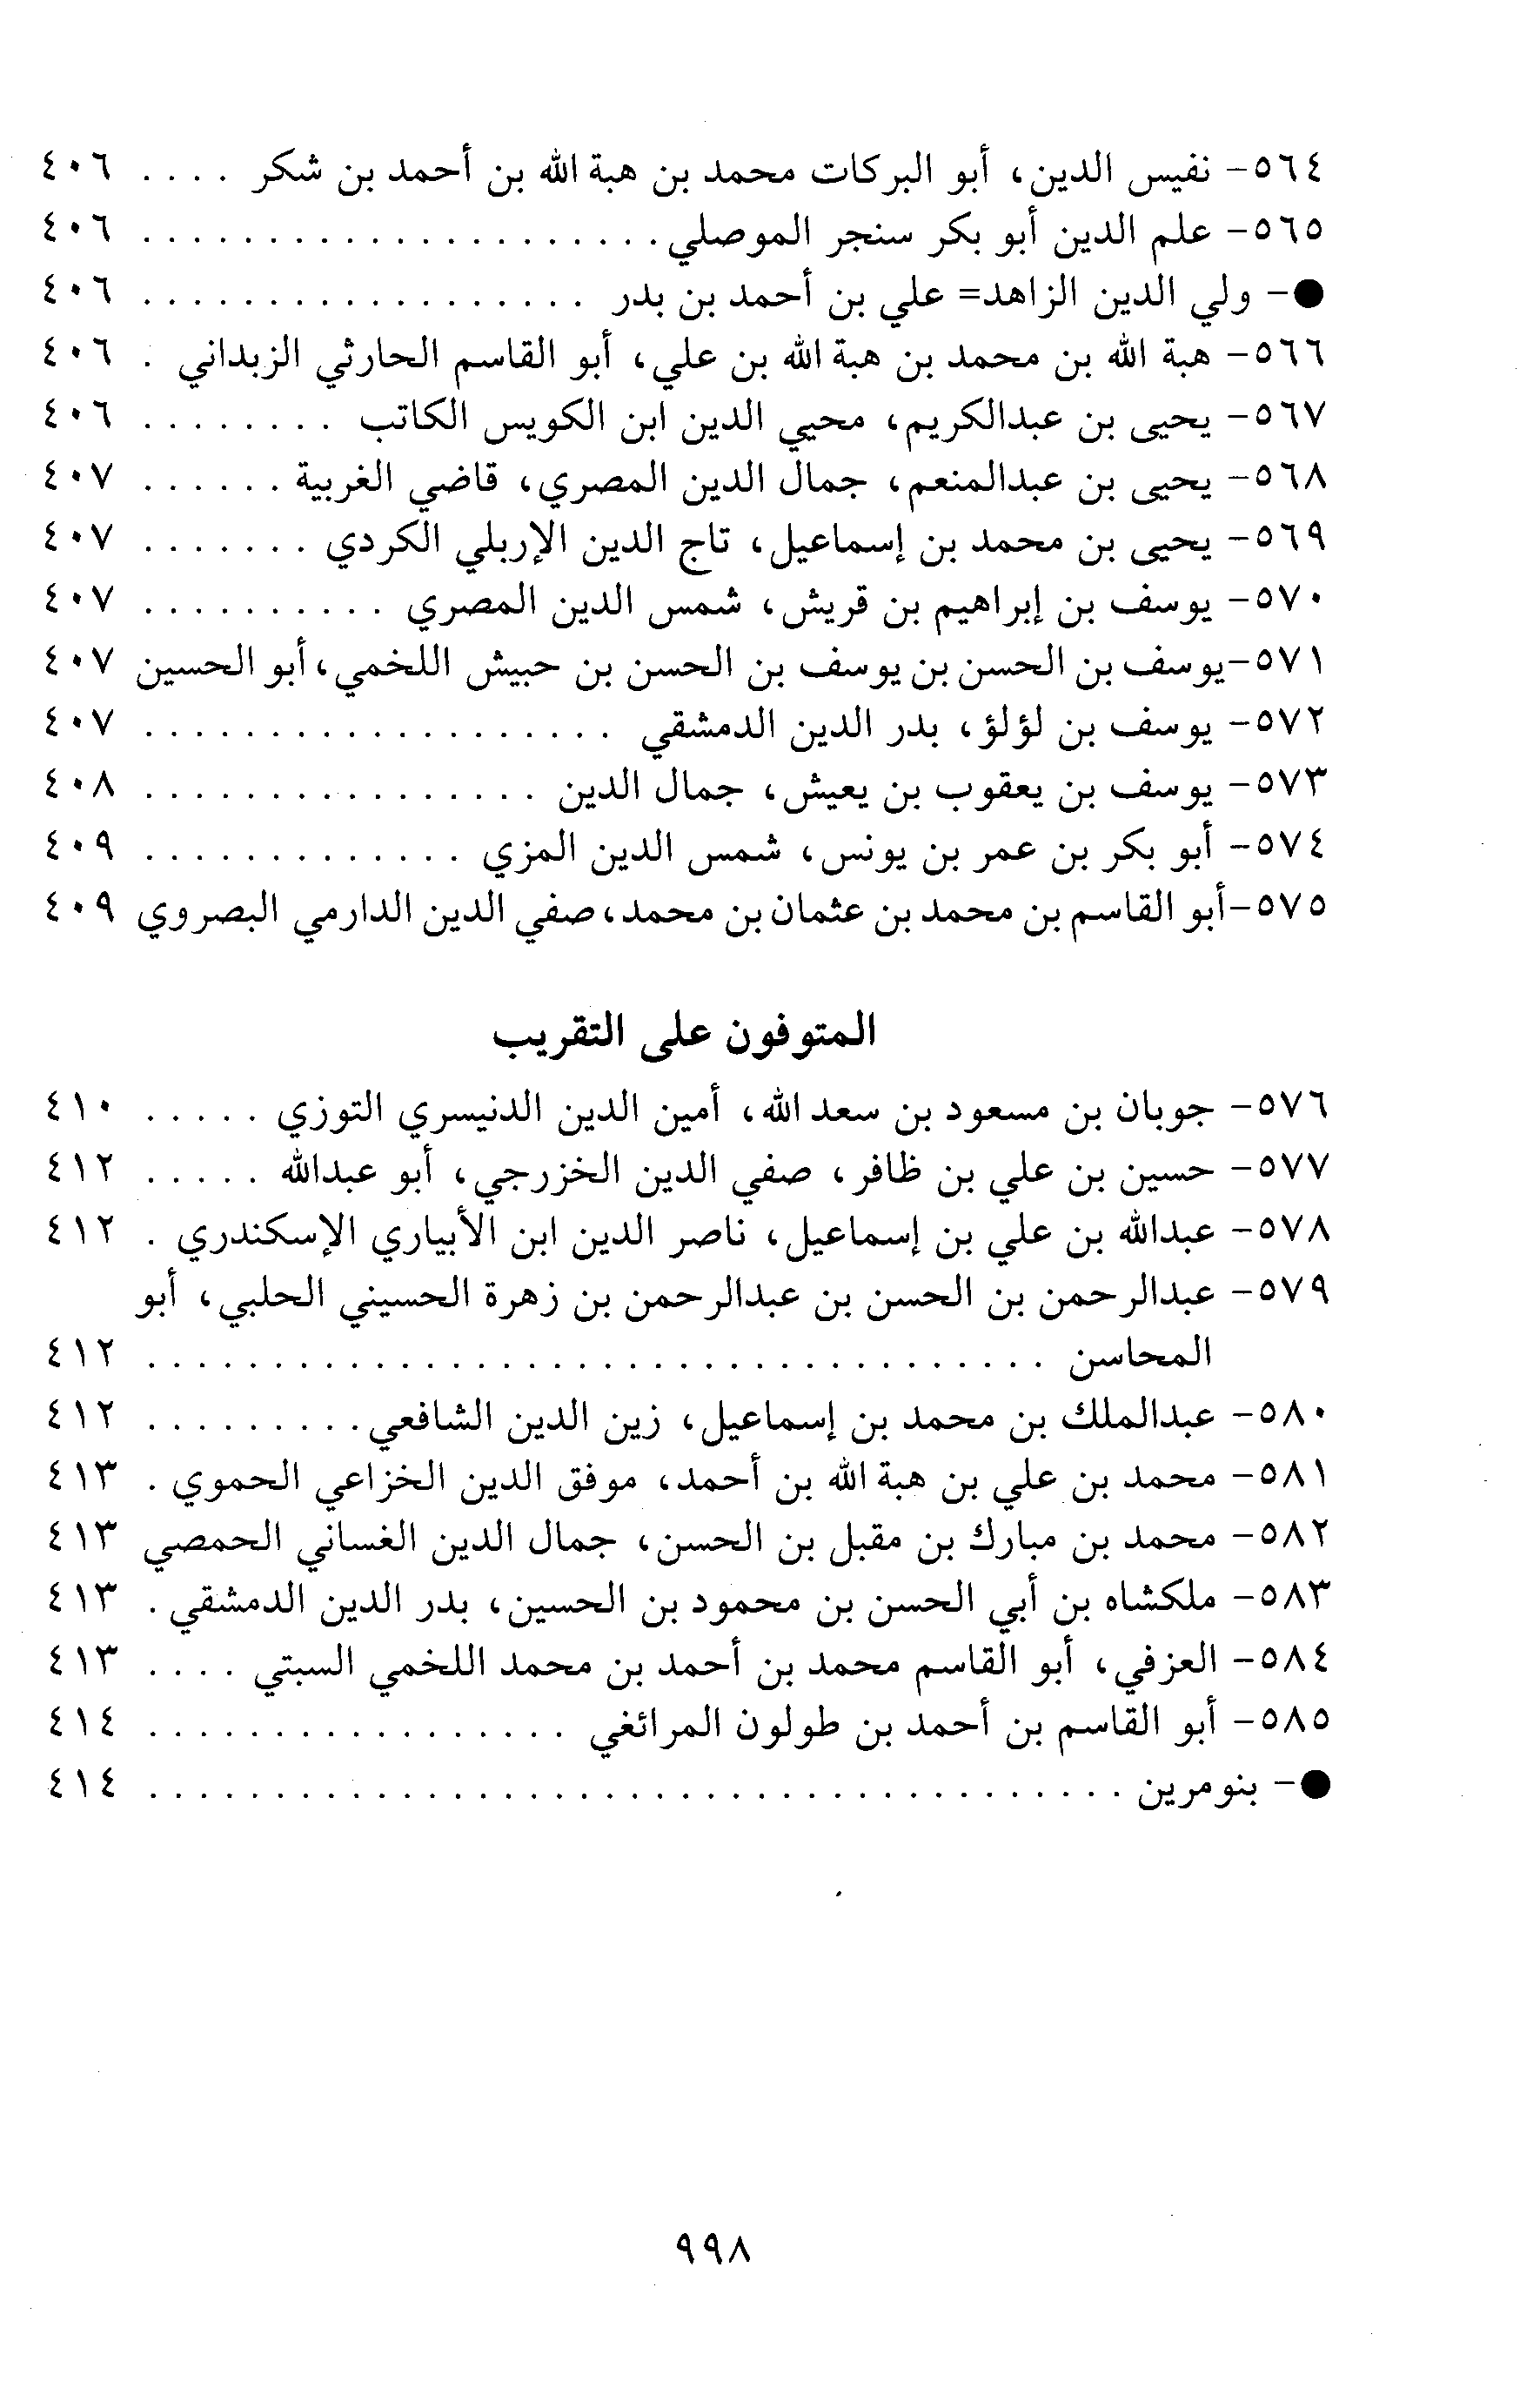 ٥٦٤- نفيس الدين، أبو البركات محمد بن هبة الله بن أحمد بن شكر . . . . ٤٠٦
٥٦٥- علم الدين أبو بكر سنجر الموصلي . . . . . . . . . . . . . . . . . . . . . ٤٠٦
●- ولي الدين الزاهد= علي بن أحمد بن بدر . . . . . . . . . . . . . . . . . . ٤٠٦
٥٦٦- هبة الله بن محمد بن هبة الله بن علي، أبو القاسم الحارثي الزبداني . ٤٠٦
٥٦٧- يحيى بن عبدالكريم، محيي الدين ابن الكويس الكاتب . . . . . . . . ٤٠٦
٥٦٨- يحيى بن عبدالمنعم، جمال الدين المصري، قاضي الغربية . . . . . . ٤٠٧
٥٦٩- يحيى بن محمد بن إسماعيل، تاج الدين الإربلي الكردي . . . . . . . ٤٠٧
٥٧٠- يوسف بن إبراهيم بن قريش، شمس الدين المصري . . . . . . . . . . ٤٠٧
٥٧١-يوسف بن الحسن بن يوسف بن الحسن بن حبيش اللخمي، أبو الحسين ٤٠٧
٥٧٢- يوسف بن لؤلؤ، بدر الدين الدمشقي . . . . . . . . . . . . . . . . . . . ٤٠٧
٥٧٣- يوسف بن يعقوب بن يعيش، جمال الدين . . . . . . . . . . . . . . . . ٤٠٨
٥٧٤- أبو بكر بن عمر بن يونس، شمس الدين المزي . . . . . . . . . . . . . ٤٠٩
٥٧٥-أبو القاسم بن محمد بن عثمان بن محمد، صفي الدين الدارمي البصروي ٤٠٩
المتوفون على التقريب
٥٧٦- جوبان بن مسعود بن سعد الله، أمين الدين الدنيسري التوزي . . . . . ٤١٠
٥٧٧- حسين بن علي بن ظافر، صفي الدين الخزرجي، أبو عبدالله . . . . . ٤١٢
٥٧٨- عبدالله بن علي بن إسماعيل، ناصر الدين ابن الأبياري الإسكندري . ٤١٢
٥٧٩- عبدالرحمن بن الحسن بن عبدالرحمن بن زهرة الحسيني الحلبي، أبو
المحاسن . . . . . . . . . . . . . . . . . . . . . . . . . . . . . . . . . . . . ٤١٢
٥٨٠- عبدالملك بن محمد بن إسماعيل، زين الدين الشافعي . . . . . . . . . ٤١٢
٥٨١- محمد بن علي بن هبة الله بن أحمد، موفق الدين الخزاعي الحموي . ٤١٣
٥٨٢- محمد بن مبارك بن مقبل بن الحسن، جمال الدين الغساني الحمصي ٤١٣
٥٨٣- ملكشاه بن أبي الحسن بن محمود بن الحسين، بدر الدين الدمشقي . ٤١٣
٥٨٤- العزفي، أبو القاسم محمد بن أحمد بن محمد اللخمي السبتي . . . . ٤١٣
٥٨٥- أبو القاسم بن أحمد بن طولون المرائغي . . . . . . . . . . . . . . . . . ٤١٤
●- بنومرين . . . . . . . . . . . . . . . . . . . . . . . . . . . . . . . . . . . . . . . ٤١٤
٩٩٨